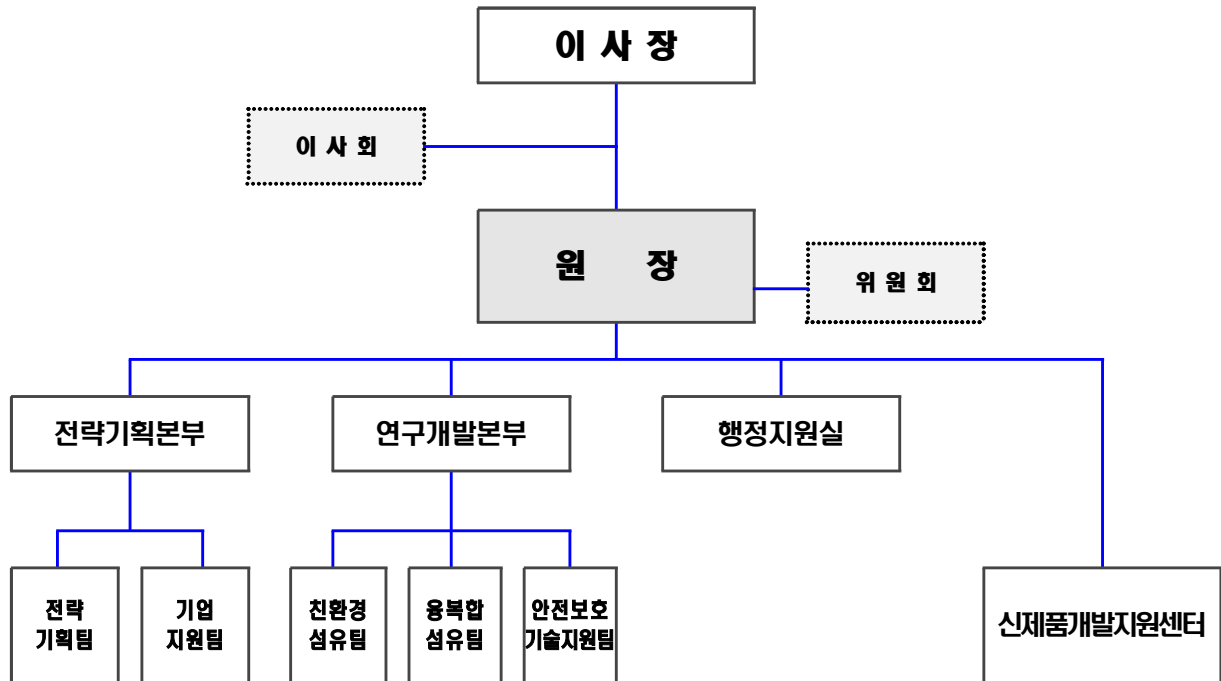 이 사 장
이 사 회
원 장
위 원 회
전략기획본부
연구개발본부
행정지원실
전략
기획팀
기업
지원팀
친환경
섬유팀
융복합
섬유팀
안전보호
기술지원팀
신제품개발지원센터